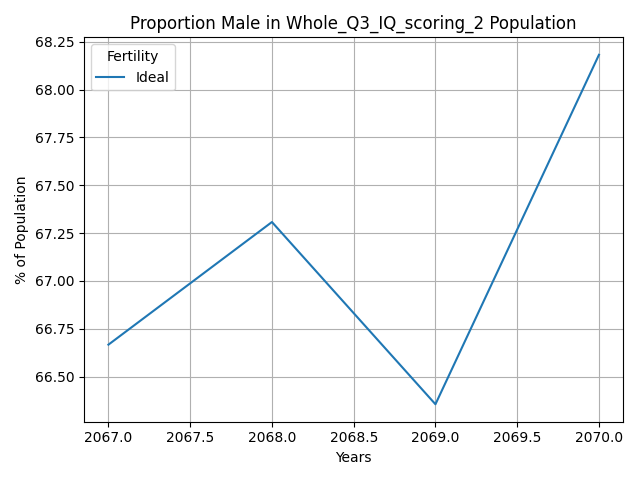 Proportion Male in Whole_Q3_IQ_scoring_2 Population
Fertility
Ideal
% of Population
68.25
68.00
67.75
67.50
67.25
67.00
66.75
66.50
2067.0 2067.5 2068.0 2068.5 2069.0 2069.5 2070.0
Years